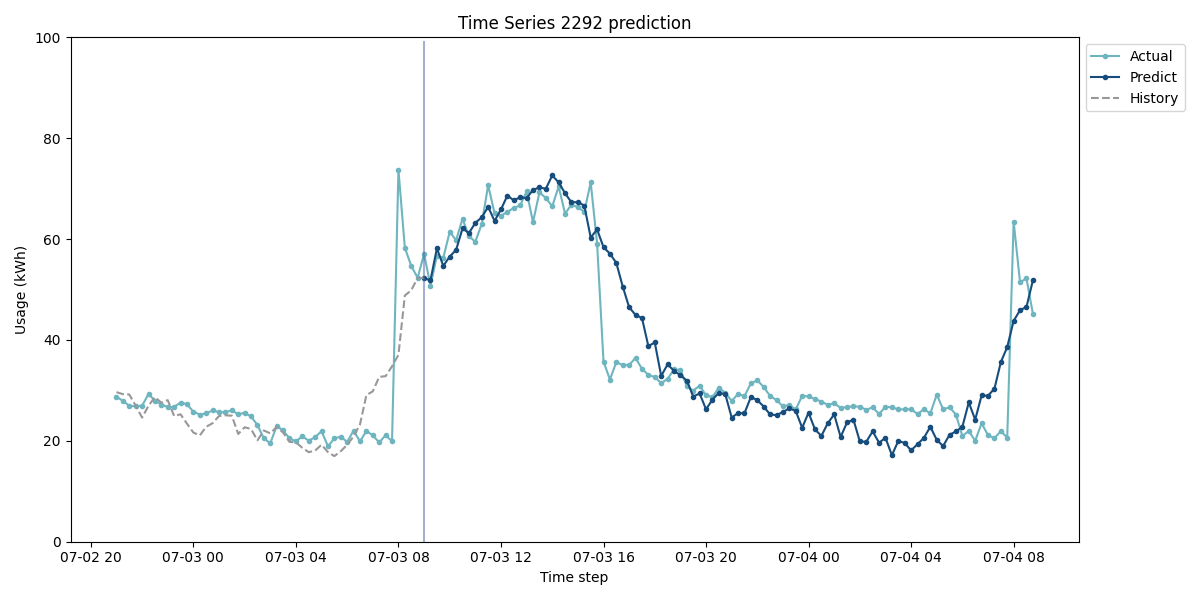 Time Series 2292 prediction
100
80
60
40
20
0
Usage (kWh)
07-02 20
07-03 00
07-03 04
07-03 08
07-03 12
07-03 16
07-03 20
07-04 00
07-04 04
07-04 08
Time step
Actual
Predict
History